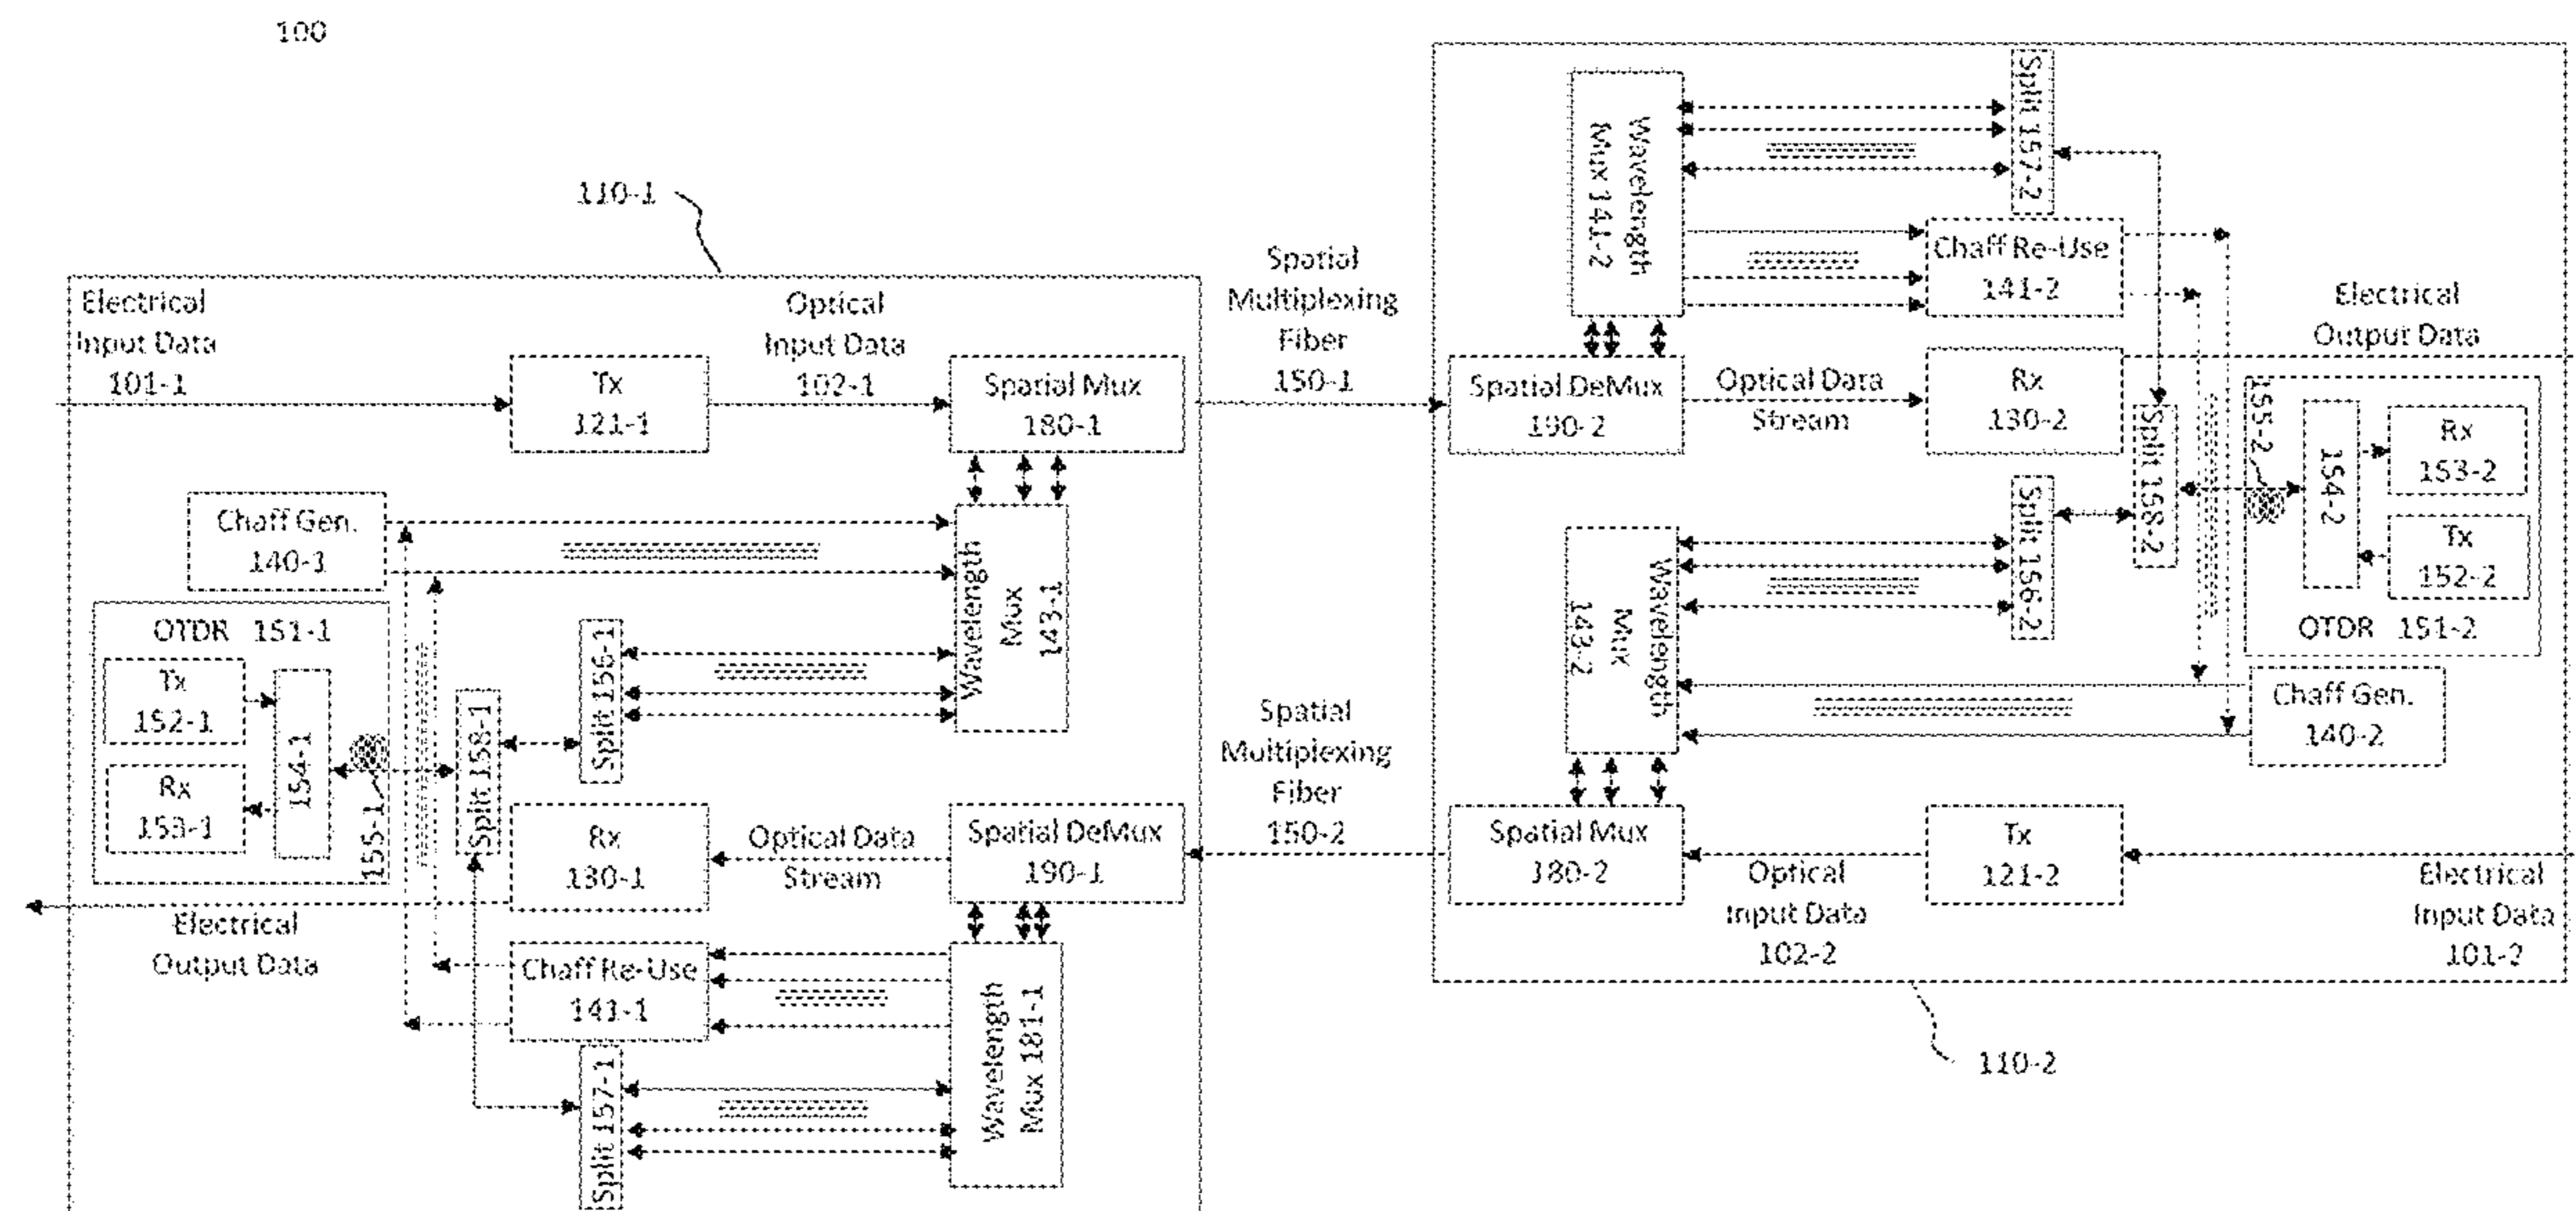 100
110-1
Electrical
Input Data
101-1
Tx
121-1
Optical
Input Data
102-1
Spatial Mux
180-1
Chaff Gen.
140-1
Wavelength
Mux
143-1
OTDR 151-1
Tx
152-1
Rx
153-1
154-1
155-1
Split 158-1
Split 156-1
Rx
130-1
Optical Data
Stream
Spatial DeMux
190-1
Electrical
Output Data
Chaff Re-Use
141-1
Split 157-1
Wavelength
Mux 181-1
Spatial
Multiplexing
Fiber
150-1
Spatial
Multiplexing
Fiber
150-2
Wavelength
Mux 141-2
Split 157-2
Chaff Re-Use
141-2
Electrical
Output Data
Spatial DeMux
190-2
Optical Data
Stream
Rx
130-2
Split 158-2
155-2
154-2
Rx
153-2
Tx
152-2
OTDR 151-2
Split 156-2
Wavelength
Mux
143-2
Chaff Gen.
140-2
Spatial Mux
180-2
Optical
Input Data
102-2
Tx
121-2
Electrical
Input Data
101-2
110-2